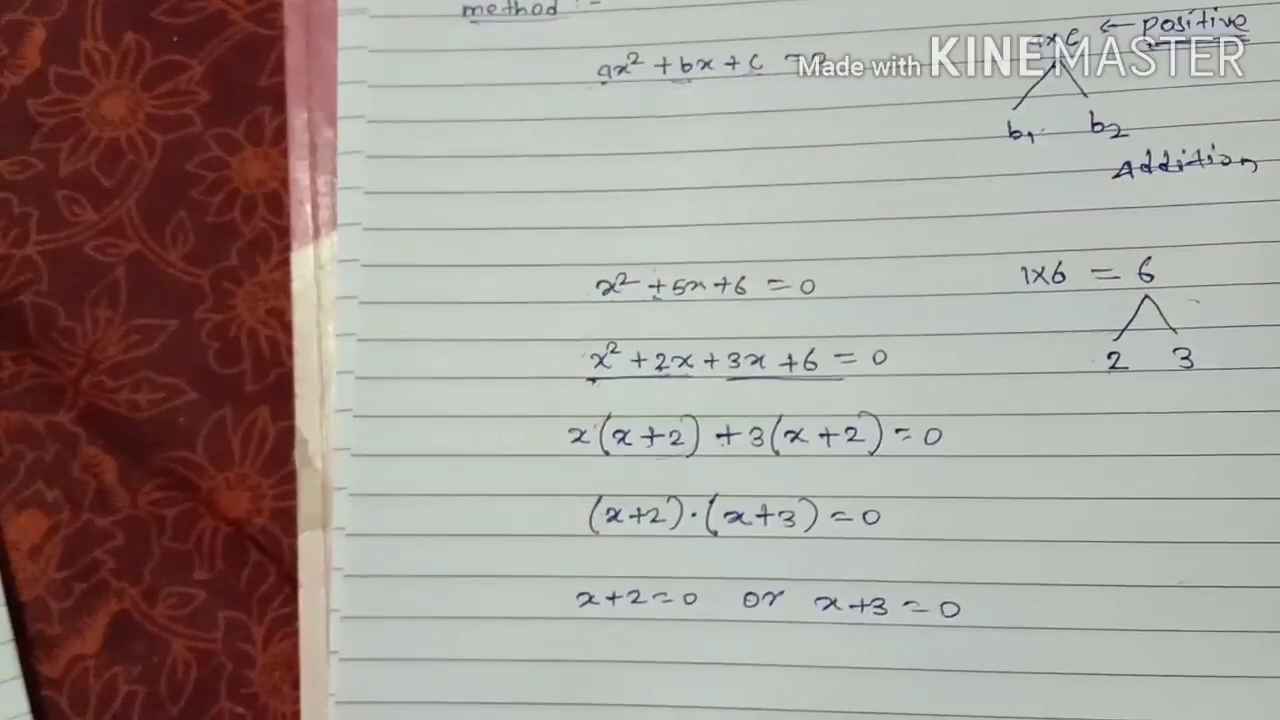 method :-
a×c ← positive
ax² + bx + c
Made with KINEMASTER
b₁ b₂
Addition
x² + 5x + 6 = 0
1×6 = 6
x² + 2x + 3x + 6 = 0
2 3
x(x+2) + 3(x+2) = 0
(x+2)·(x+3) = 0
x+2=0 or x+3=0